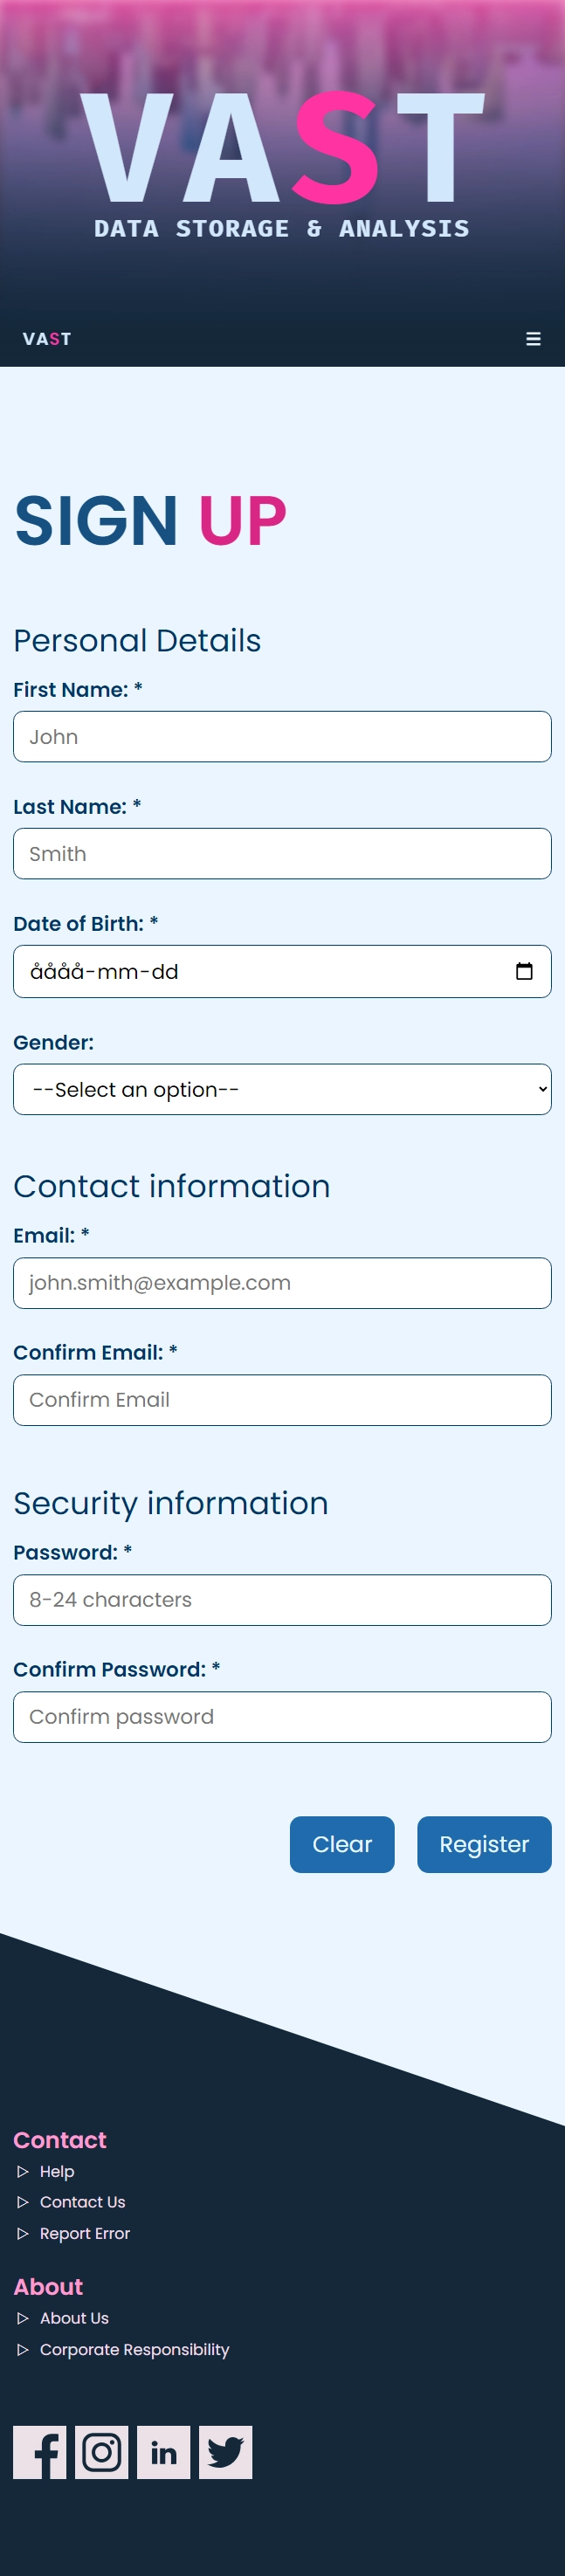 VAST
DATA STORAGE & ANALYSIS
VAST
SIGN UP
Personal Details
First Name: *
John
Last Name: *
Smith
Date of Birth: *
åååå-mm-dd
Gender:
--Select an option--
Contact information
Email: *
john.smith@example.com
Confirm Email: *
Confirm Email
Security information
Password: *
8-24 characters
Confirm Password: *
Confirm password
Clear Register
Contact
Help
Contact Us
Report Error
About
About Us
Corporate Responsibility